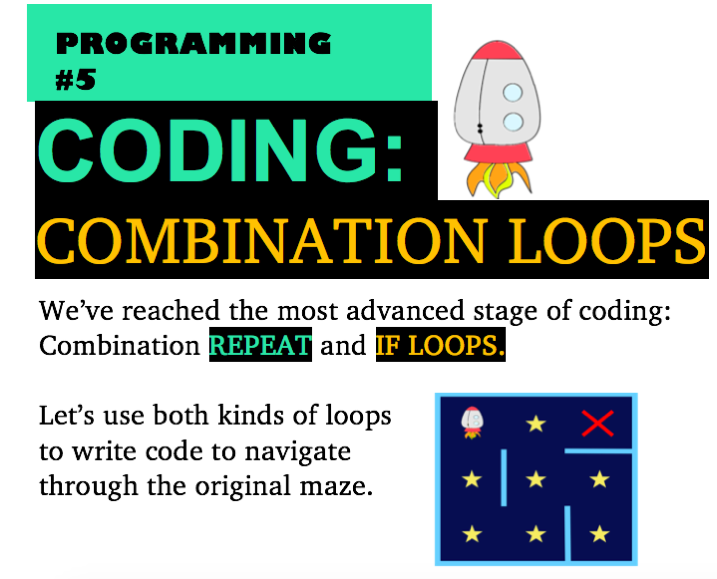 PROGRAMMING
#5
CODING:
COMBINATION LOOPS
We’ve reached the most advanced stage of coding:
Combination REPEAT and IF LOOPS.
Let’s use both kinds of loops
to write code to navigate
through the original maze.